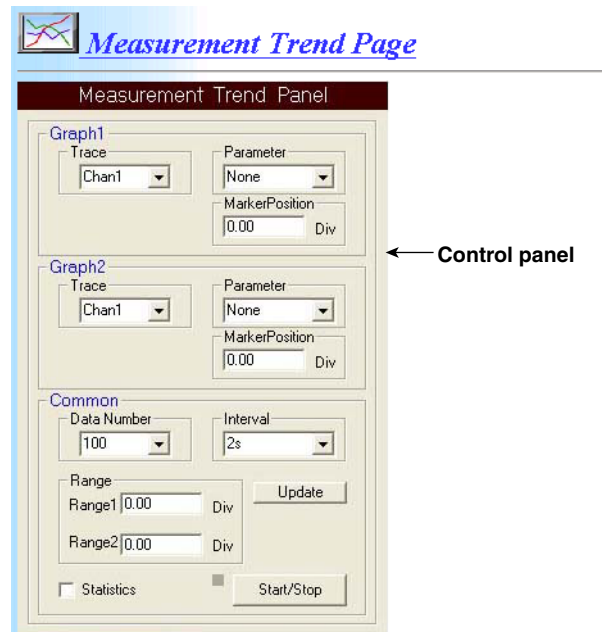 Measurement Trend Page
Measurement Trend Panel
Graph1
Trace
Chan1
Parameter
None
MarkerPosition
0.00 Div
Control panel
Graph2
Trace
Chan1
Parameter
None
MarkerPosition
0.00 Div
Common
Data Number
100
Interval
2s
Range
Range1 0.00 Div
Update
Range2 0.00 Div
Statistics
Start/Stop